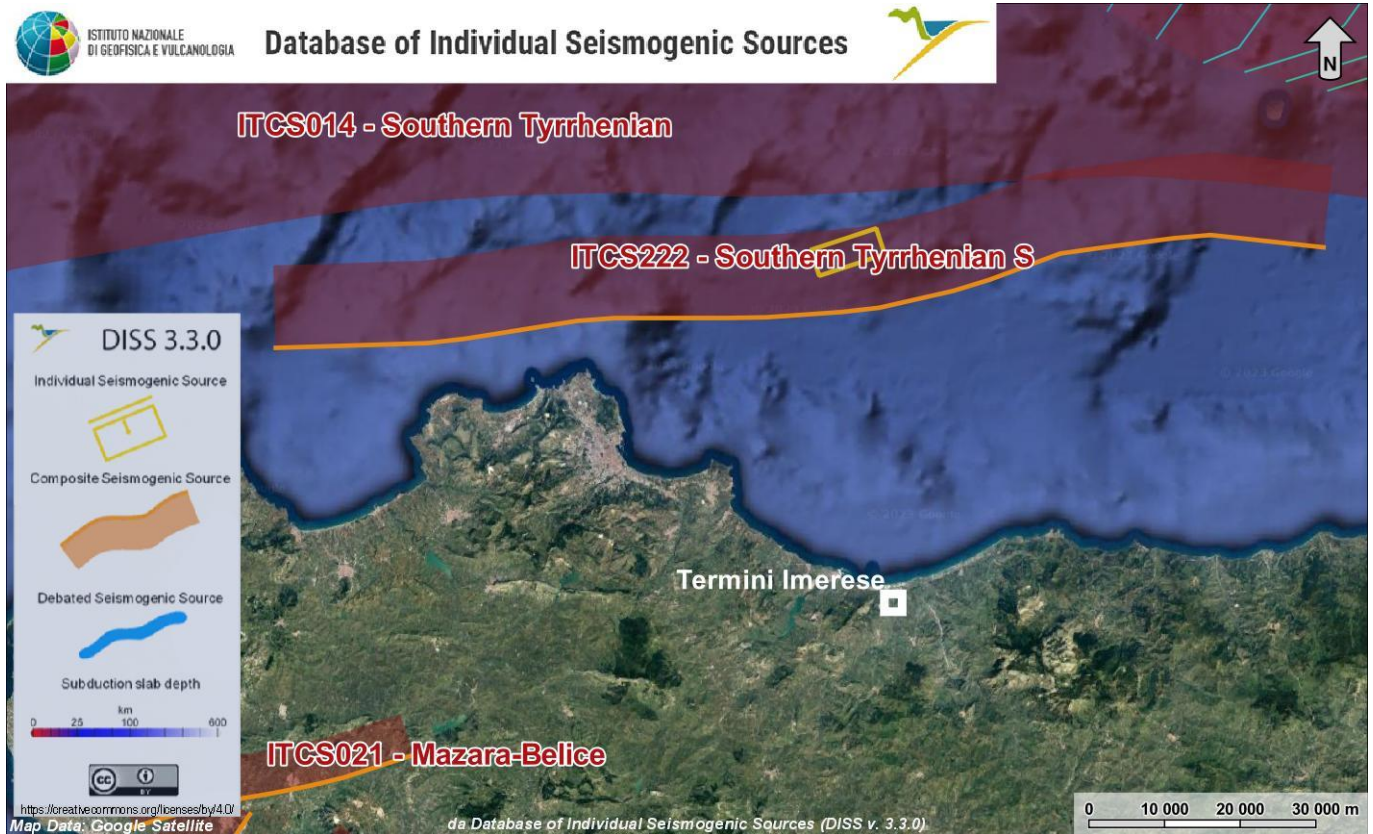 ISTITUTO NAZIONALE
DI GEOFISICA E VULCANOLOGIA
Database of Individual Seismogenic Sources
N
ITCS014 - Southern Tyrrhenian
ITCS222 - Southern Tyrrhenian S
DISS 3.3.0
Individual Seismogenic Source
Composite Seismogenic Source
Debated Seismogenic Source
Subduction slab depth
km
0 25 100 600
cc BY
https://creativecommons.org/licenses/by/4.0/
Map Data: Google Satellite
Termini Imerese
ITCS021 - Mazara-Belice
da Database of Individual Seismogenic Sources (DISS v. 3.3.0)
0 10 000 20 000 30 000 m